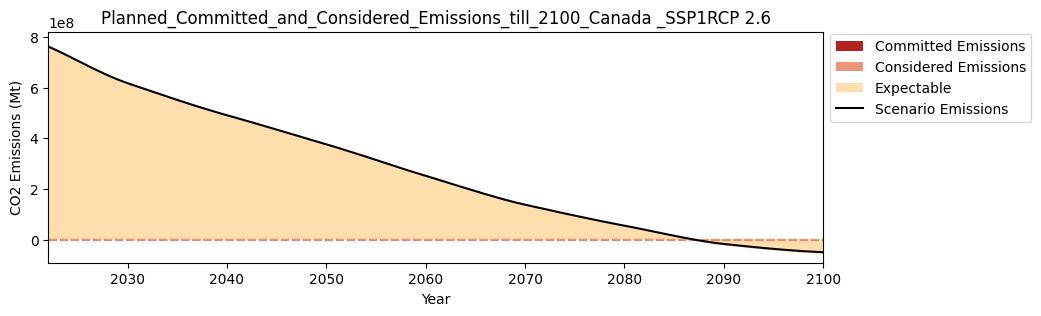 Planned_Committed_and_Considered_Emissions_till_2100_Canada _SSP1RCP 2.6
1e8
8
6
4
2
0
CO2 Emissions (Mt)
2030 2040 2050 2060 2070 2080 2090 2100
Year
Committed Emissions
Considered Emissions
Expectable
Scenario Emissions